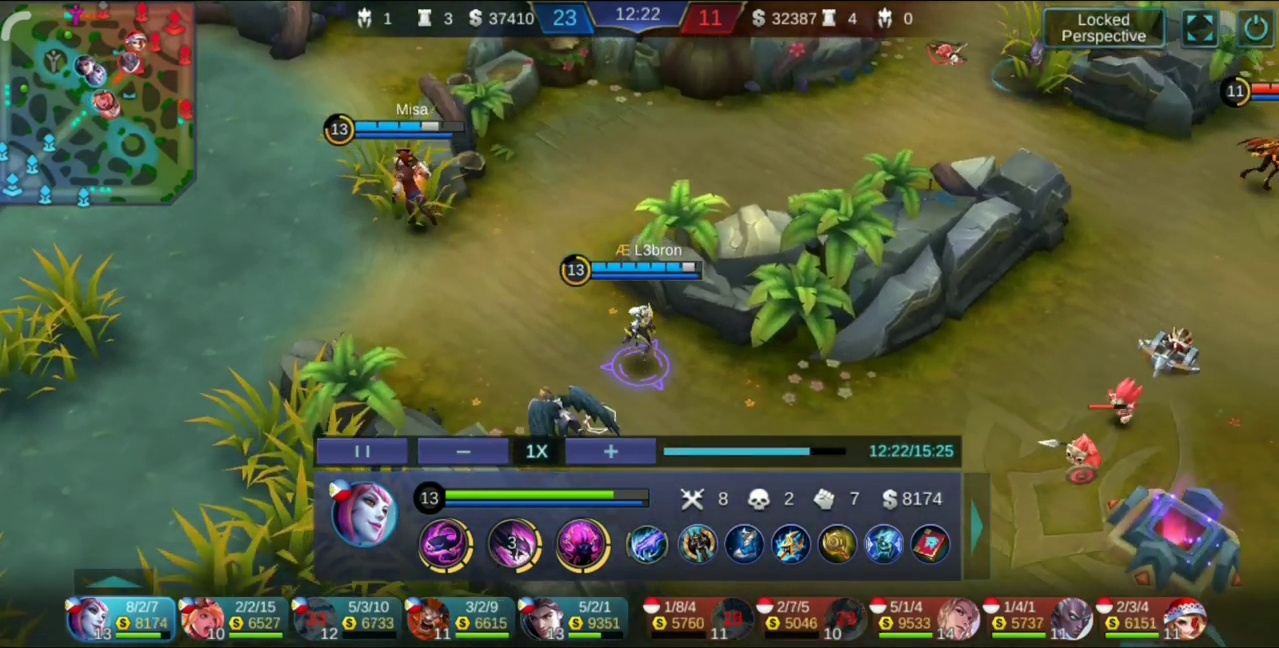 1 3 $ 37410 23 12:22 11 $ 32387 4 0
Locked
Perspective
11
Misa
13
Æ L3bron
13
1X
12:22/15:25
13 8 2 7 $ 8174
3
8/2/7 2/2/15 5/3/10 3/2/9 5/2/1 1/8/4 2/7/5 5/1/4 1/4/1 2/3/4
8174 6527 6733 6615 9351 5760 5046 9533 5737 6151
13 10 12 11 13 11 10 14 11 11